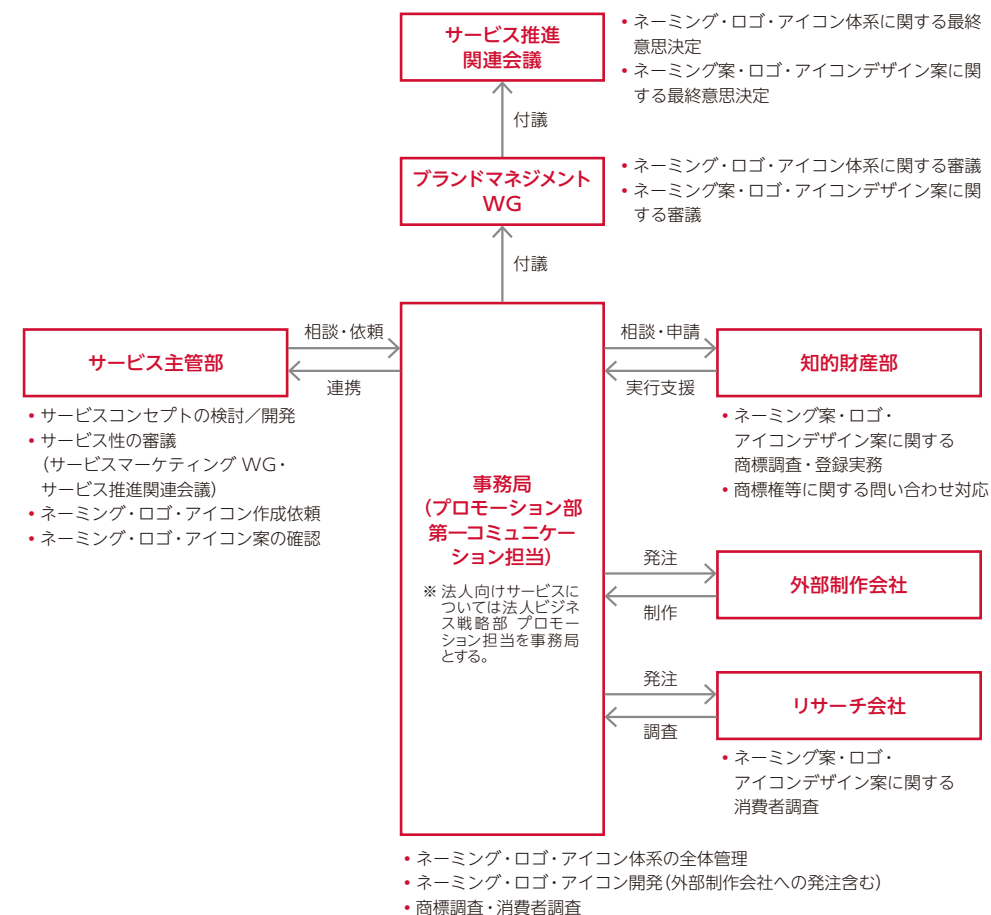 サービス推進
関連会議
• ネーミング・ロゴ・アイコン体系に関する最終
意思決定
• ネーミング案・ロゴ・アイコンデザイン案に関
する最終意思決定
付議
ブランドマネジメント
WG
• ネーミング・ロゴ・アイコン体系に関する審議
• ネーミング案・ロゴ・アイコンデザイン案に関
する審議
付議
サービス主管部
相談・依頼
連携
• サービスコンセプトの検討／開発
• サービス性の審議
(サービスマーケティング WG・
サービス推進関連会議)
• ネーミング・ロゴ・アイコン作成依頼
• ネーミング・ロゴ・アイコン案の確認
事務局
(プロモーション部
第一コミュニケー
ション担当)
※ 法人向けサービスに
ついては法人ビジネ
ス戦略部 プロモー
ション担当を事務局
とする。
相談・申請
実行支援
知的財産部
• ネーミング案・ロゴ・
アイコンデザイン案に関する
商標調査・登録実務
• 商標権等に関する問い合わせ対応
発注
制作
外部制作会社
発注
調査
リサーチ会社
• ネーミング案・ロゴ・
アイコンデザイン案に関する
消費者調査
• ネーミング・ロゴ・アイコン体系の全体管理
• ネーミング・ロゴ・アイコン開発(外部制作会社への発注含む)
• 商標調査・消費者調査